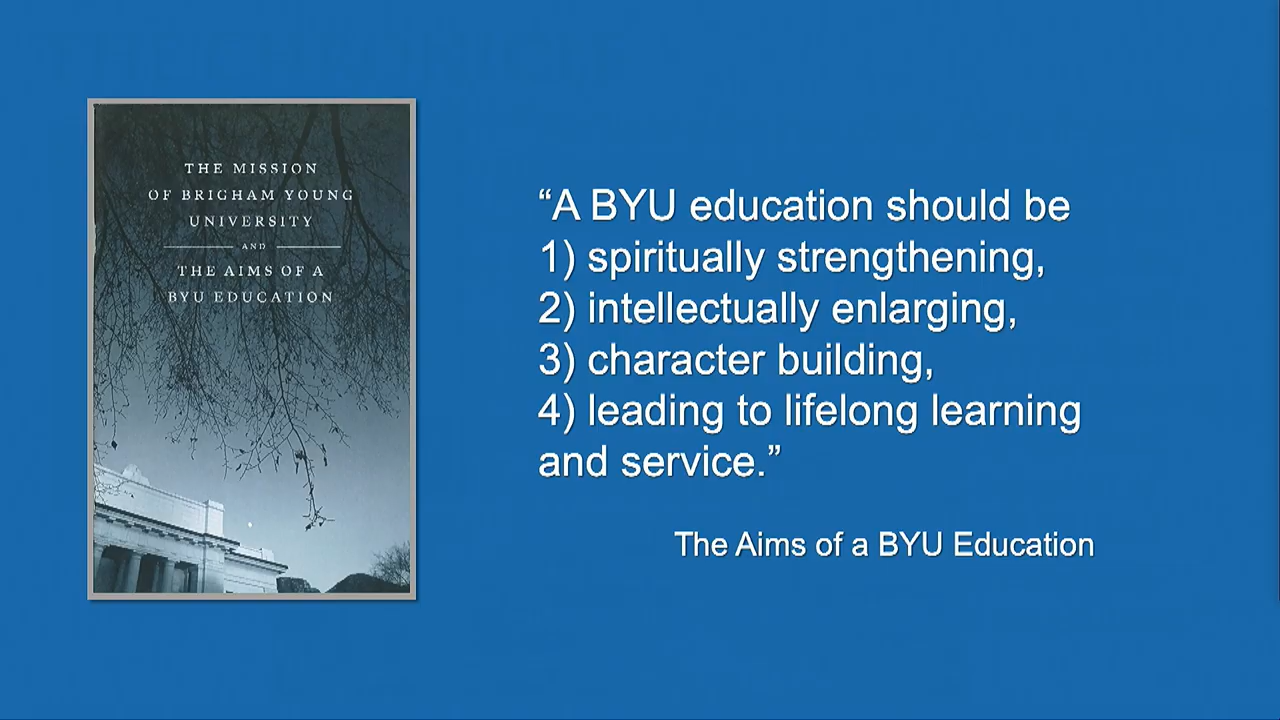 THE MISSION
OF BRIGHAM YOUNG
UNIVERSITY
AND
THE AIMS OF A
BYU EDUCATION
“A BYU education should be
1) spiritually strengthening,
2) intellectually enlarging,
3) character building,
4) leading to lifelong learning
and service.”
The Aims of a BYU Education